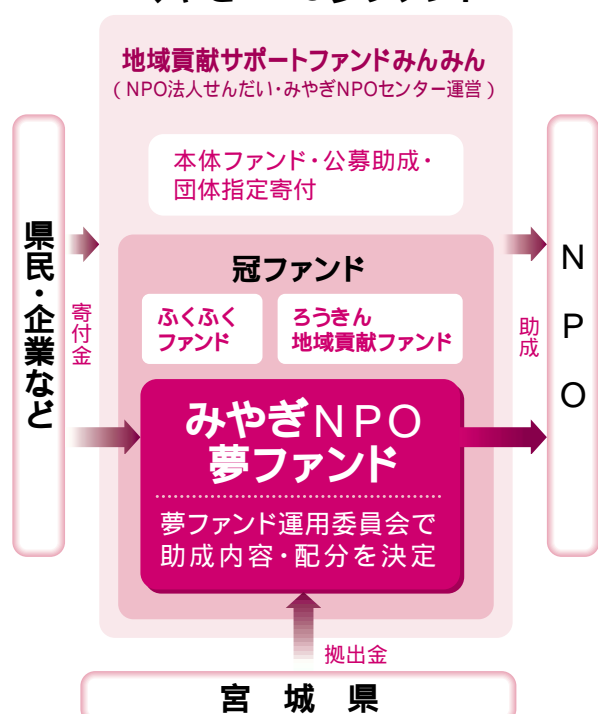 地域貢献サポートファンドみんみん
(NPO法人せんだい・みやぎNPOセンター運営)
本体ファンド・公募助成・
団体指定寄付
県民・企業など
寄付金
冠ファンド
ふくふく
ファンド
ろうきん
地域貢献ファンド
みやぎNPO
夢ファンド
夢ファンド運用委員会で
助成内容・配分を決定
助成
NPO
拠出金
宮城県